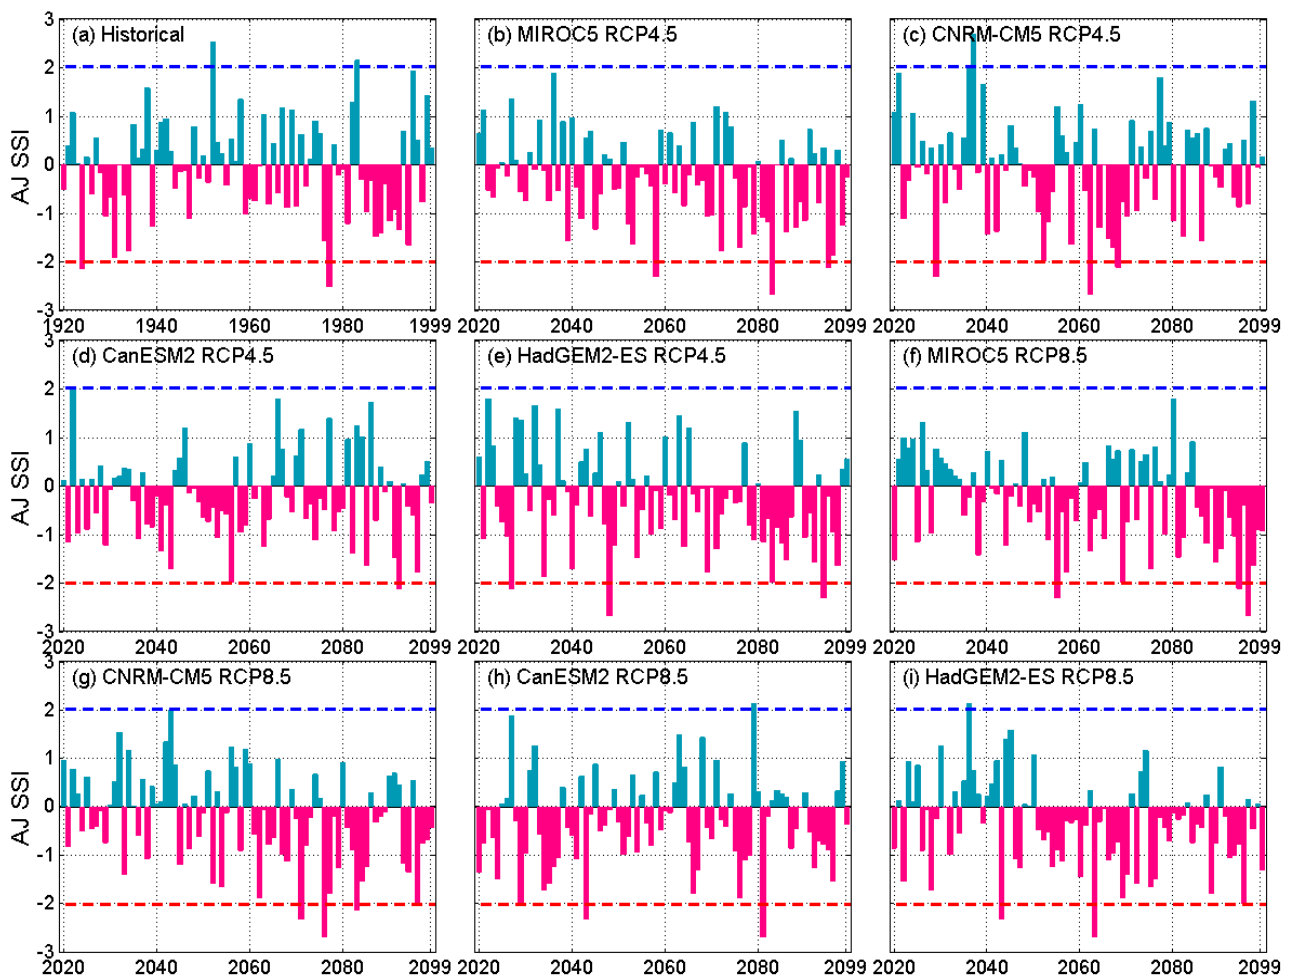 3 (a) Historical (b) MIROC5 RCP4.5 (c) CNRM-CM5 RCP4.5
2
1
0
-1
-2
-3
AJ SSI
1920 1940 1960 1980 1999 2020 2040 2060 2080 2099 2020 2040 2060 2080 2099
3 (d) CanESM2 RCP4.5 (e) HadGEM2-ES RCP4.5 (f) MIROC5 RCP8.5
2
1
0
-1
-2
-3
AJ SSI
2020 2040 2060 2080 2099 2020 2040 2060 2080 2099 2020 2040 2060 2080 2099
3 (g) CNRM-CM5 RCP8.5 (h) CanESM2 RCP8.5 (i) HadGEM2-ES RCP8.5
2
1
0
-1
-2
-3
AJ SSI
2020 2040 2060 2080 2099 2020 2040 2060 2080 2099 2020 2040 2060 2080 2099